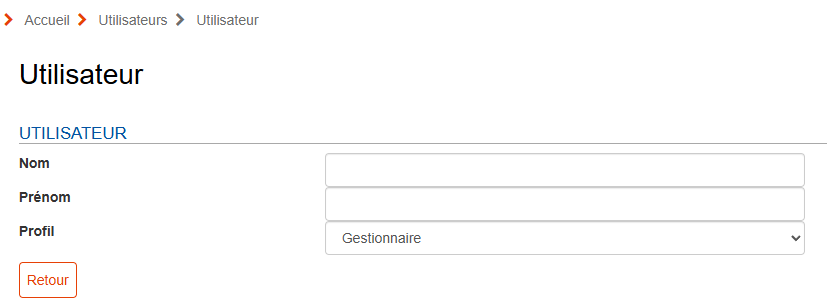 Accueil Utilisateurs Utilisateur
Utilisateur
UTILISATEUR
Nom
Prénom
Profil Gestionnaire
Retour